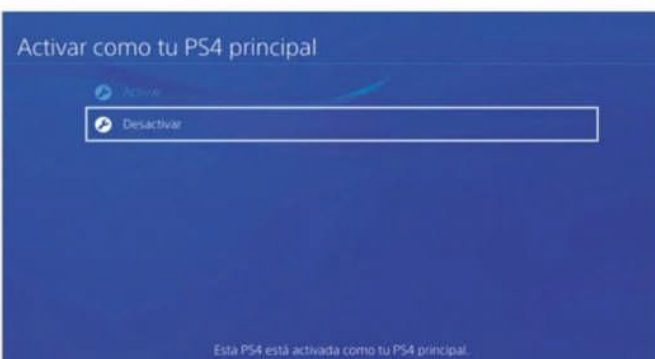 Activar como tu PS4 principal
Activar
Desactivar
Esta PS4 está activada como tu PS4 principal.